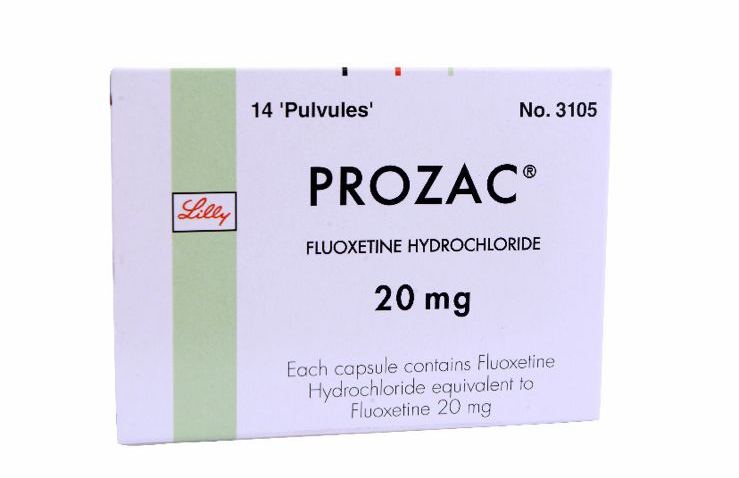 14 'Pulvules'
No. 3105
PROZAC®
Lilly
FLUOXETINE HYDROCHLORIDE
20 mg
Each capsule contains Fluoxetine
Hydrochloride equivalent to
Fluoxetine 20 mg